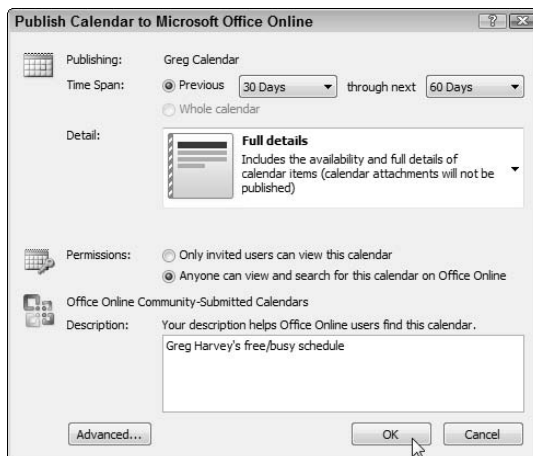 Publish Calendar to Microsoft Office Online
Publishing: Greg Calendar
Time Span: Previous 30 Days through next 60 Days
Whole calendar
Detail: Full details
Includes the availability and full details of
calendar items (calendar attachments will not be
published)
Permissions: Only invited users can view this calendar
Anyone can view and search for this calendar on Office Online
Office Online Community-Submitted Calendars
Description: Your description helps Office Online users find this calendar.
Greg Harvey's free/busy schedule
Advanced... OK Cancel